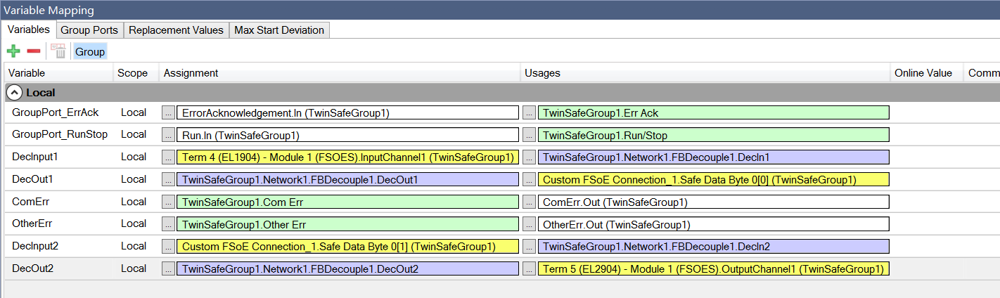 Variable Mapping
Variables Group Ports Replacement Values Max Start Deviation
Group
Variable Scope Assignment Usages Online Value Comm
Local
GroupPort_ErrAck Local ... ErrorAcknowledgement.In (TwinSafeGroup1) ... TwinSafeGroup1.Err Ack
GroupPort_RunStop Local ... Run.In (TwinSafeGroup1) ... TwinSafeGroup1.Run/Stop
DecInput1 Local ... Term 4 (EL1904) - Module 1 (FSOES).InputChannel1 (TwinSafeGroup1) ... TwinSafeGroup1.Network1.FBDecouple1.DecIn1
DecOut1 Local ... TwinSafeGroup1.Network1.FBDecouple1.DecOut1 ... Custom FSoE Connection_1.Safe Data Byte 0[0] (TwinSafeGroup1)
ComErr Local ... TwinSafeGroup1.Com Err ... ComErr.Out (TwinSafeGroup1)
OtherErr Local ... TwinSafeGroup1.Other Err ... OtherErr.Out (TwinSafeGroup1)
DecInput2 Local ... Custom FSoE Connection_1.Safe Data Byte 0[1] (TwinSafeGroup1) ... TwinSafeGroup1.Network1.FBDecouple1.DecIn2
DecOut2 Local ... TwinSafeGroup1.Network1.FBDecouple1.DecOut2 ... Term 5 (EL2904) - Module 1 (FSOES).OutputChannel1 (TwinSafeGroup1)